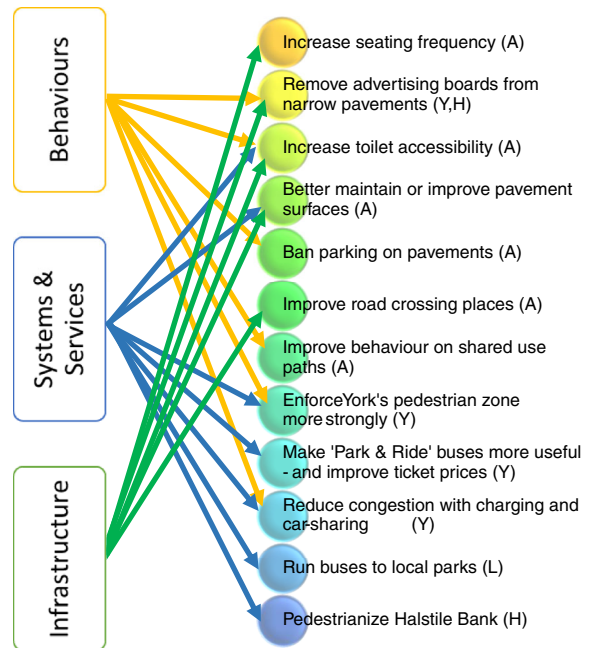 Behaviours
Systems &
Services
Infrastructure
Increase seating frequency (A)
Remove advertising boards from
narrow pavements (Y,H)
Increase toilet accessibility (A)
Better maintain or improve pavement
surfaces (A)
Ban parking on pavements (A)
Improve road crossing places (A)
Improve behaviour on shared use
paths (A)
EnforceYork's pedestrian zone
more strongly (Y)
Make 'Park & Ride' buses more useful
- and improve ticket prices (Y)
Reduce congestion with charging and
car-sharing (Y)
Run buses to local parks (L)
Pedestrianize Halstile Bank (H)